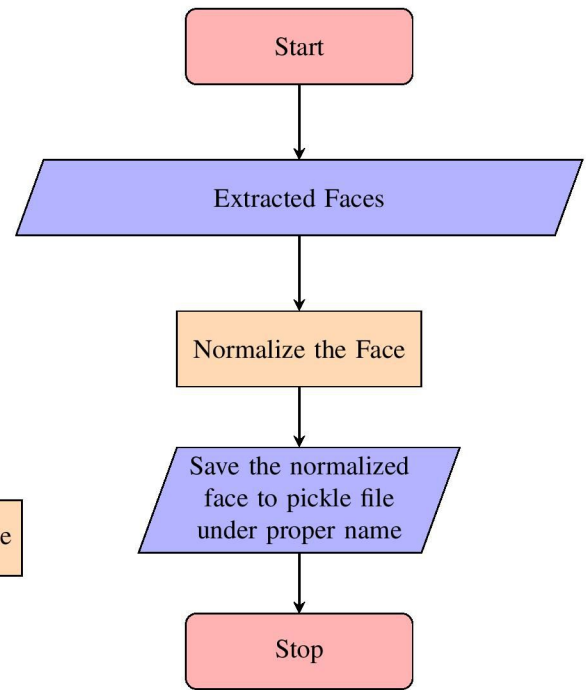 Start
Extracted Faces
Normalize the Face
Save the normalized
face to pickle file
under proper name
e
Stop